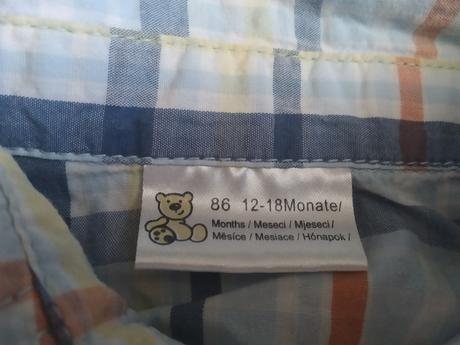 86 12-18Monate/
Months / Meseci / Mjeseci /
Měsíce / Mesiace / Hónapok /